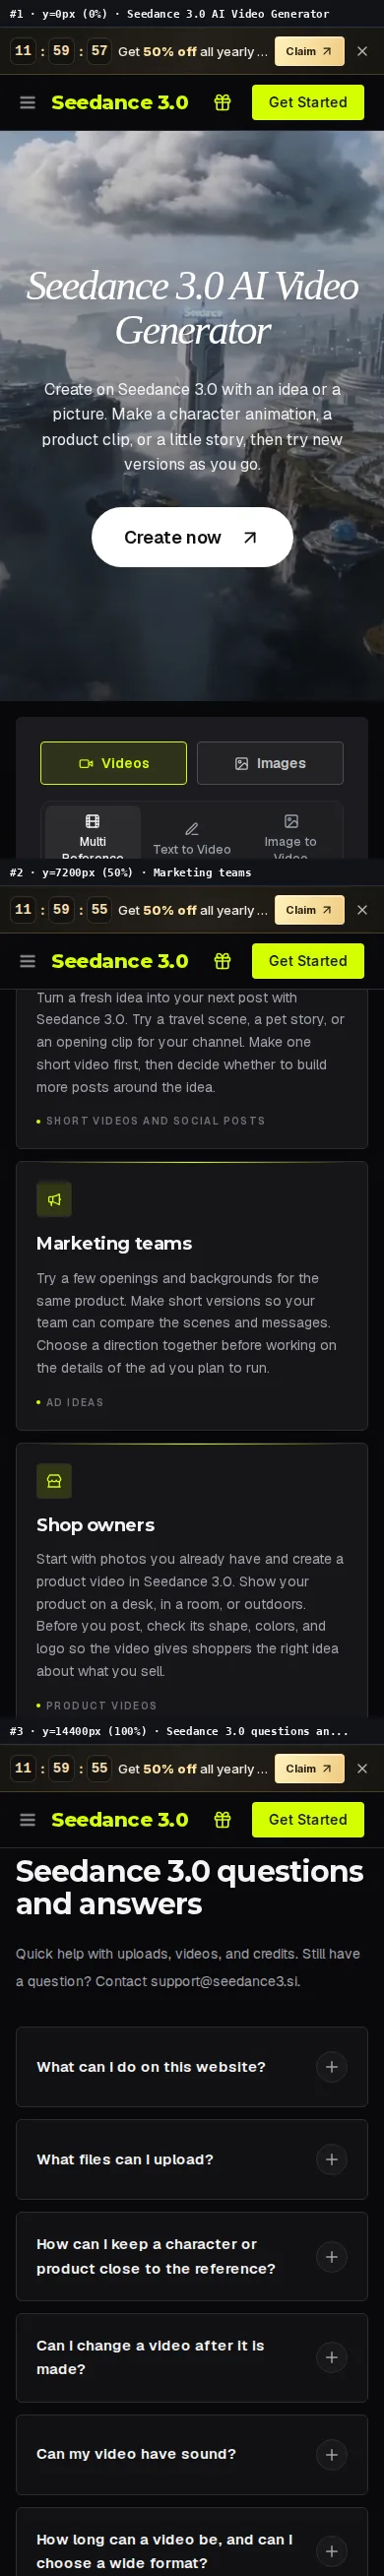 #1 · y=0px (0%) · Seedance 3.0 AI Video Generator
11 : 59 : 57 Get 50% off all yearly ... Claim
Seedance 3.0 Get Started
Seedance 3.0 AI Video
Generator
Create on Seedance 3.0 with an idea or a
picture. Make a character animation, a
product clip, or a little story, then try new
versions as you go.
Create now
Videos Images
Multi
Reference
Text to Video
Image to
Video
#2 · y=7200px (50%) · Marketing teams
11 : 59 : 55 Get 50% off all yearly ... Claim
Seedance 3.0 Get Started
Turn a fresh idea into your next post with
Seedance 3.0. Try a travel scene, a pet story, or
an opening clip for your channel. Make one
short video first, then decide whether to build
more posts around the idea.
SHORT VIDEOS AND SOCIAL POSTS
Marketing teams
Try a few openings and backgrounds for the
same product. Make short versions so your
team can compare the scenes and messages.
Choose a direction together before working on
the details of the ad you plan to run.
AD IDEAS
Shop owners
Start with photos you already have and create a
product video in Seedance 3.0. Show your
product on a desk, in a room, or outdoors.
Before you post, check its shape, colors, and
logo so the video gives shoppers the right idea
about what you sell.
PRODUCT VIDEOS
#3 · y=14400px (100%) · Seedance 3.0 questions an...
11 : 59 : 55 Get 50% off all yearly ... Claim
Seedance 3.0 Get Started
Seedance 3.0 questions
and answers
Quick help with uploads, videos, and credits. Still have
a question? Contact support@seedance3.si.
What can I do on this website?
What files can I upload?
How can I keep a character or
product close to the reference?
Can I change a video after it is
made?
Can my video have sound?
How long can a video be, and can I
choose a wide format?